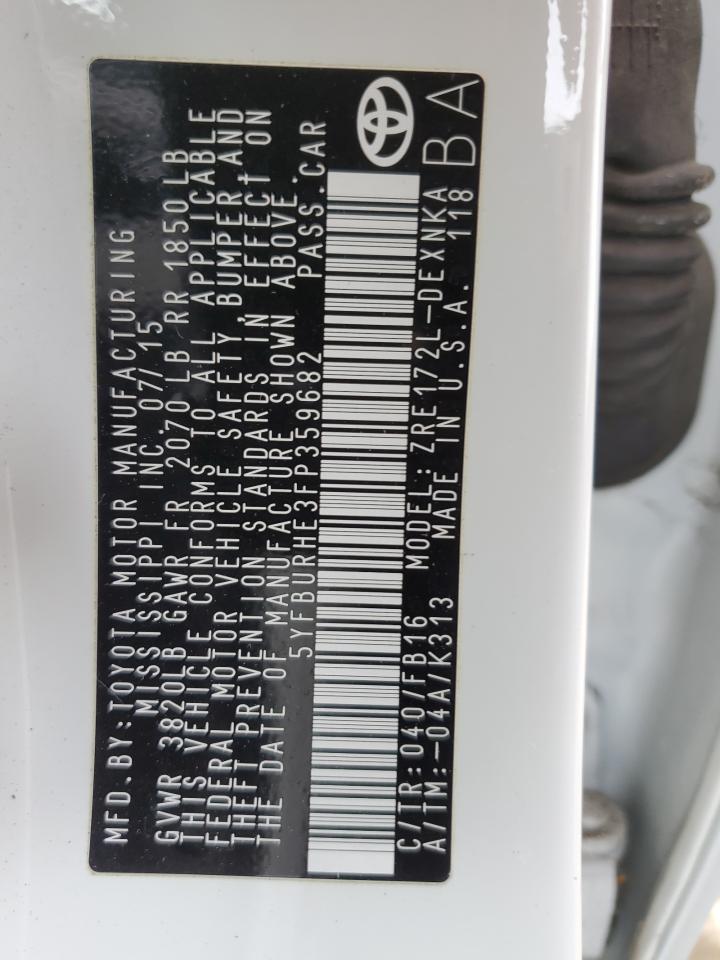 MFD.BY:TOYOTA MOTOR MANUFACTURING
MISSISSIPPI INC. 07/15
GVWR 3820LB GAWR FR 2070 LB RR 1850LB
THIS VEHICLE CONFORMS TO ALL APPLICABLE
FEDERAL MOTOR VEHICLE SAFETY, BUMPER AND
THEFT PREVENTION STANDARDS IN EFFECT ON
THE DATE OF MANUFACTURE SHOWN ABOVE.
5YFBURHE3FP359682 PASS.CAR
C/TR:040/FB16 MODEL:ZRE172L-DEXNKA
A/TM:-04A/K313 MADE IN U.S.A. 118
BA